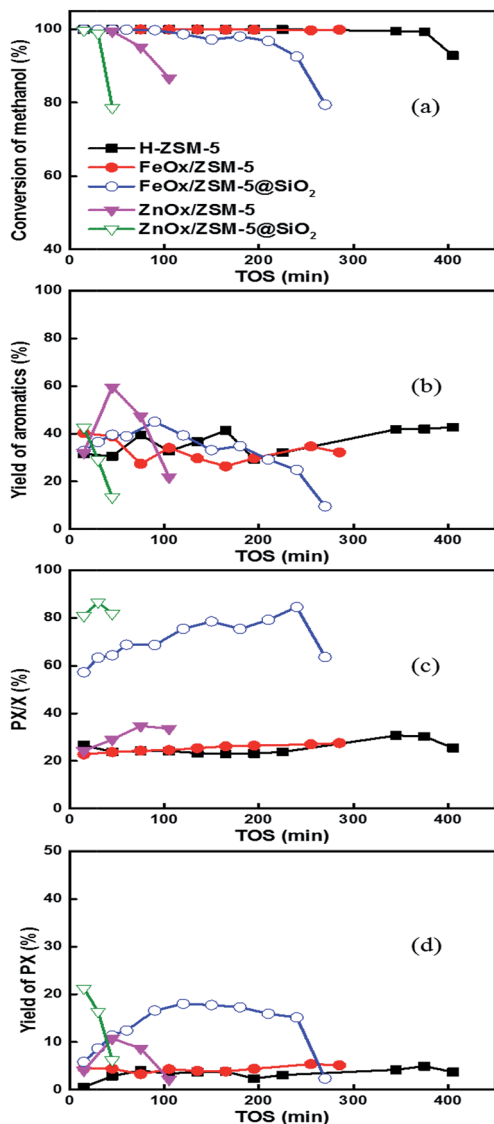 100
80
60
40
Conversion of methanol (%)
(a)
H-ZSM-5
FeOx/ZSM-5
FeOx/ZSM-5@SiO2
ZnOx/ZSM-5
ZnOx/ZSM-5@SiO2
0 100 200 300 400
TOS (min)
100
80
60
40
20
0
Yield of aromatics (%)
(b)
0 100 200 300 400
TOS (min)
100
80
60
40
20
0
PX/X (%)
(c)
0 100 200 300 400
TOS (min)
50
40
30
20
10
0
Yield of PX (%)
(d)
0 100 200 300 400
TOS (min)